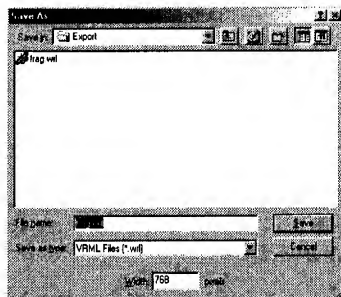 Save As
Save in: Export
frag.wrl
File name:
Save
Save as type: VRML Files (*.wrl)
Cancel
Width: 768 pixels